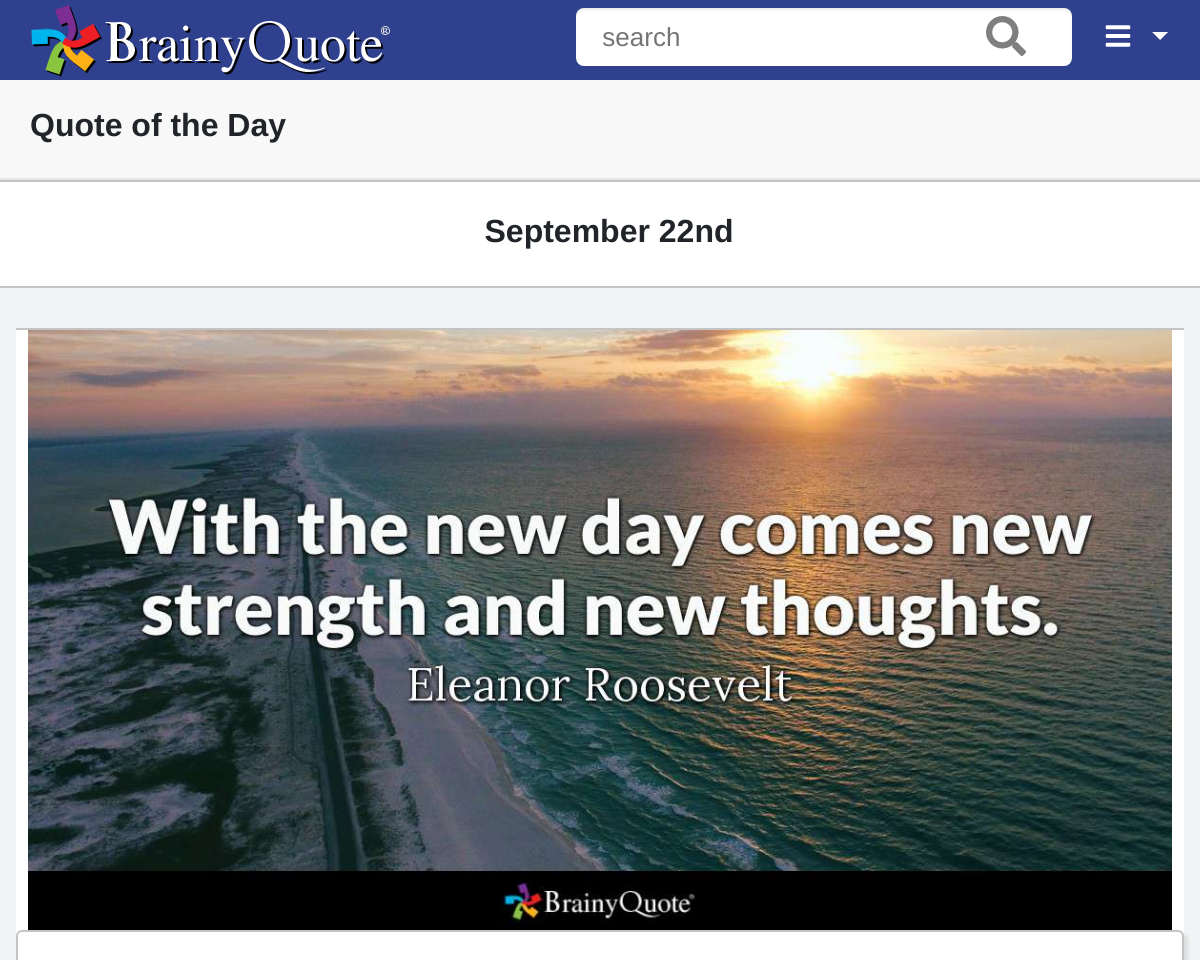 BrainyQuote®
search
Quote of the Day
September 22nd
With the new day comes new
strength and new thoughts.
Eleanor Roosevelt
BrainyQuote®